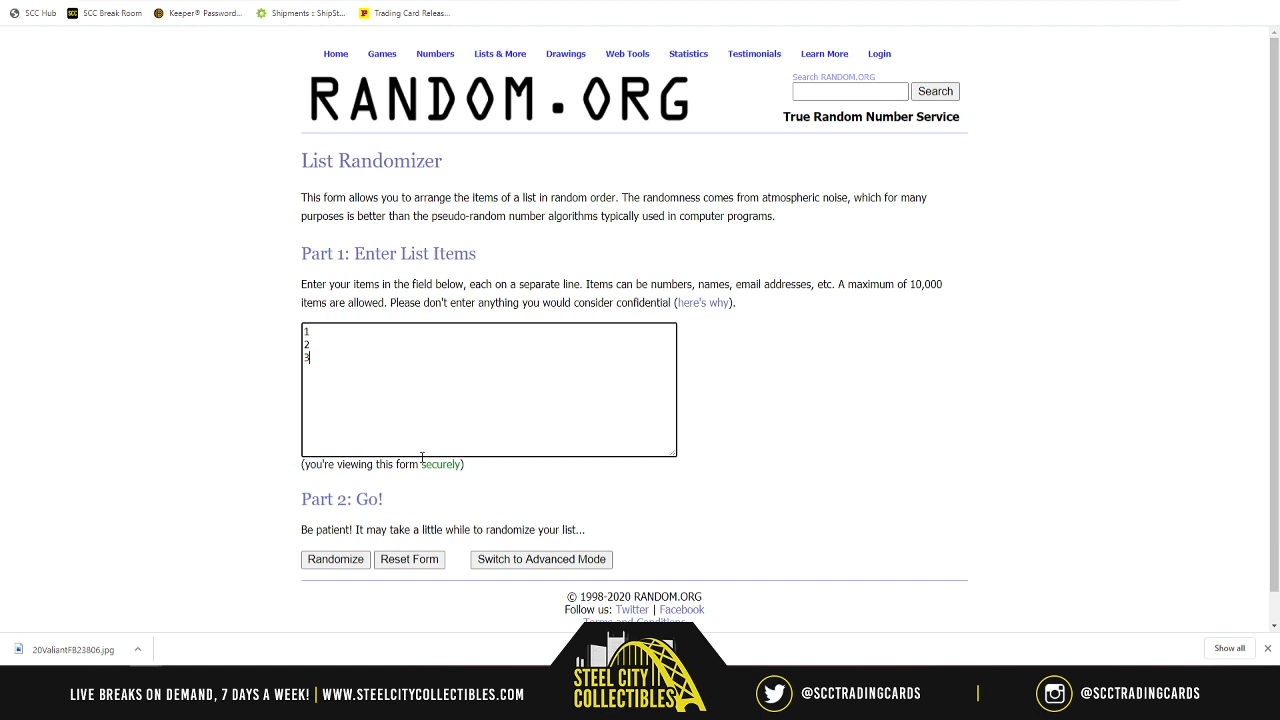 SCC Hub SCC Break Room Keeper® Password... Shipments :: ShipSt... Trading Card Releas...
Home Games Numbers Lists & More Drawings Web Tools Statistics Testimonials Learn More Login
RANDOM.ORG
Search RANDOM.ORG
Search
True Random Number Service
List Randomizer
This form allows you to arrange the items of a list in random order. The randomness comes from atmospheric noise, which for many
purposes is better than the pseudo-random number algorithms typically used in computer programs.
Part 1: Enter List Items
Enter your items in the field below, each on a separate line. Items can be numbers, names, email addresses, etc. A maximum of 10,000
items are allowed. Please don't enter anything you would consider confidential (here's why).
1
2
3
(you're viewing this form securely)
Part 2: Go!
Be patient! It may take a little while to randomize your list...
Randomize Reset Form Switch to Advanced Mode
© 1998-2020 RANDOM.ORG
Follow us: Twitter | Facebook
Terms and Conditions
20ValiantFB23806.jpg
Show all
LIVE BREAKS ON DEMAND, 7 DAYS A WEEK! | WWW.STEELCITYCOLLECTIBLES.COM
STEEL CITY
COLLECTIBLES
@SCCTRADINGCARDS | @SCCTRADINGCARDS